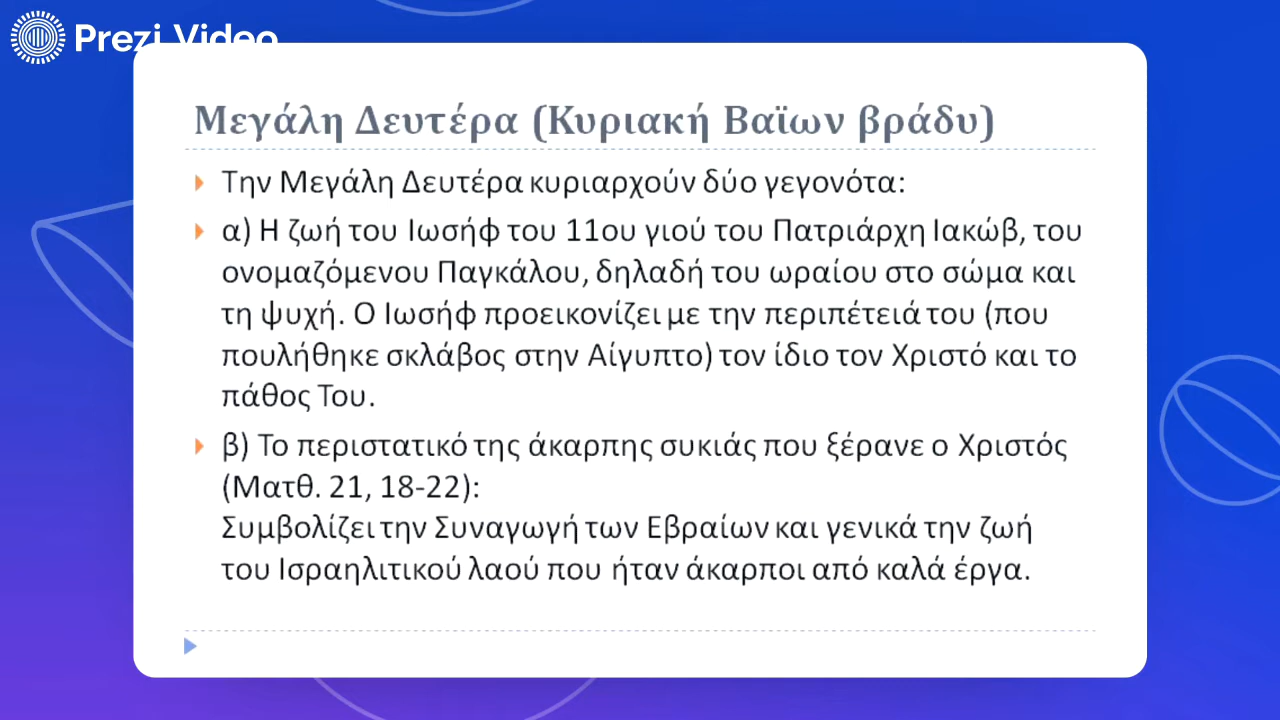 Prezi Video
Μεγάλη Δευτέρα (Κυριακή Βαΐων βράδυ)
Την Μεγάλη Δευτέρα κυριαρχούν δύο γεγονότα:
α) Η ζωή του Ιωσήφ του 11ου γιού του Πατριάρχη Ιακώβ, του
ονομαζόμενου Παγκάλου, δηλαδή του ωραίου στο σώμα και
τη ψυχή. Ο Ιωσήφ προεικονίζει με την περιπέτειά του (που
πουλήθηκε σκλάβος στην Αίγυπτο) τον ίδιο τον Χριστό και το
πάθος Του.
β) Το περιστατικό της άκαρπης συκιάς που ξέρανε ο Χριστός
(Ματθ. 21, 18-22):
Συμβολίζει την Συναγωγή των Εβραίων και γενικά την ζωή
του Ισραηλιτικού λαού που ήταν άκαρποι από καλά έργα.